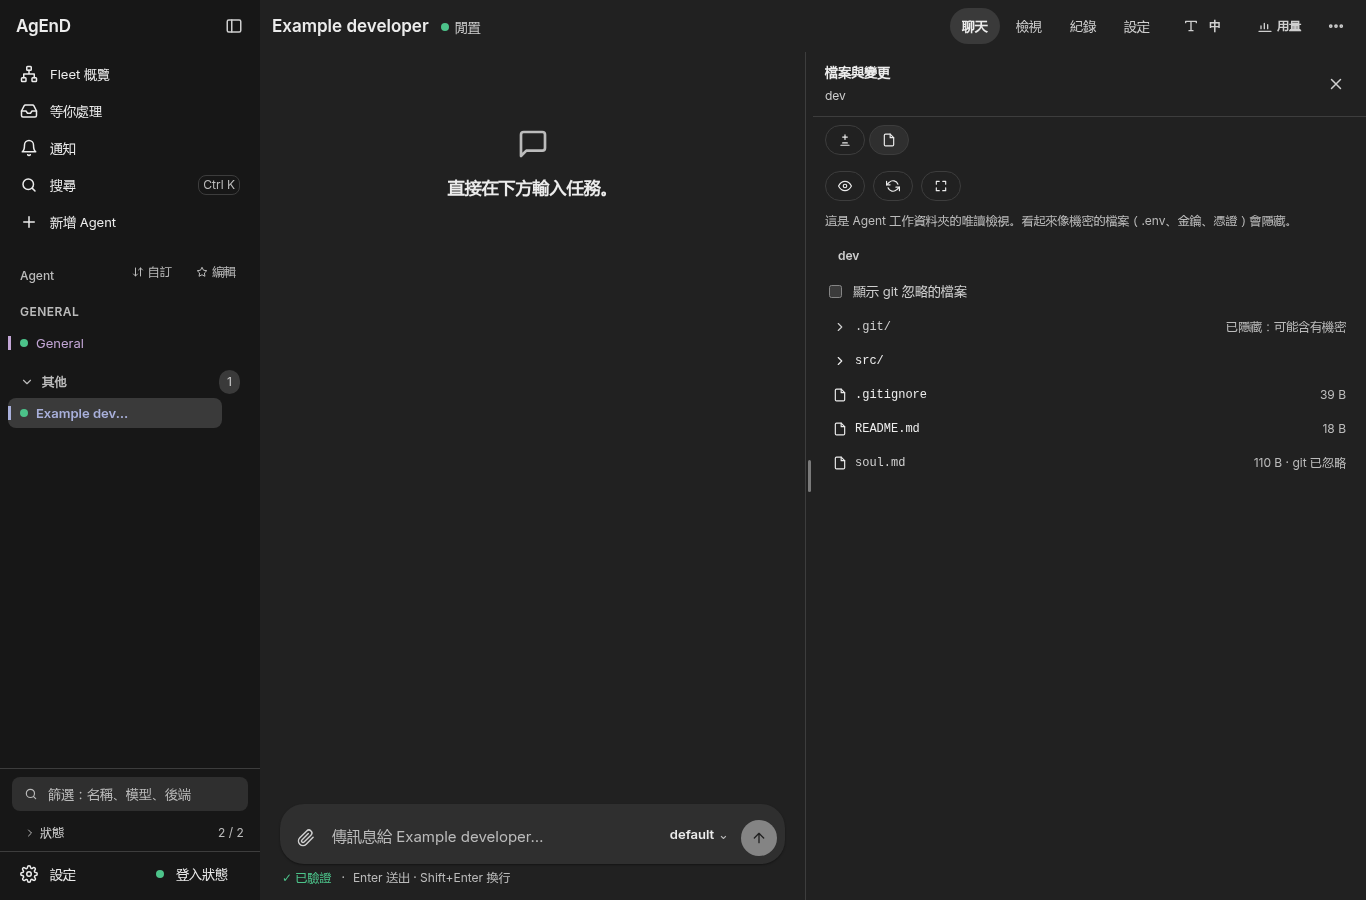 AgEnD
Fleet 概覽
等你處理
通知
搜尋 Ctrl K
新增 Agent
Agent 自訂 編輯
GENERAL
General
其他 1
Example dev...
篩選：名稱、模型、後端
狀態 2 / 2
設定 登入狀態
Example developer 閒置
聊天 檢視 紀錄 設定 中 用量
直接在下方輸入任務。
傳訊息給 Example developer... default
✓ 已驗證 · Enter 送出 · Shift+Enter 換行
檔案與變更
dev
這是 Agent 工作資料夾的唯讀檢視。看起來像機密的檔案（.env、金鑰、憑證）會隱藏。
dev
顯示 git 忽略的檔案
.git/ 已隱藏：可能含有機密
src/
.gitignore 39 B
README.md 18 B
soul.md 110 B · git 已忽略